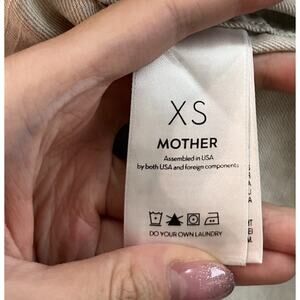 XS
MOTHER
Assembled in USA
by both USA and foreign components
DO YOUR OWN LAUNDRY